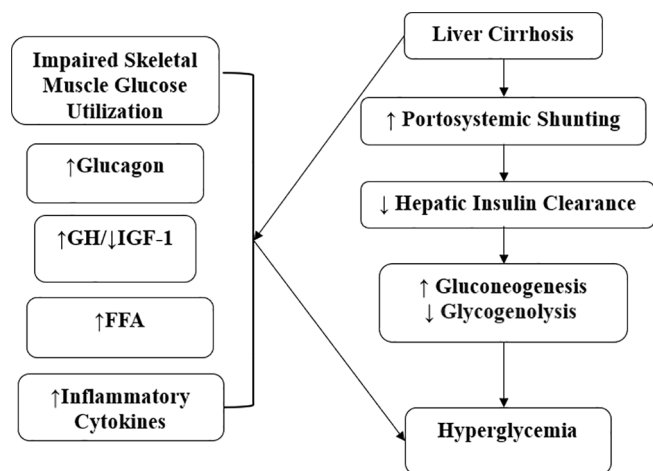 Impaired Skeletal
Muscle Glucose
Utilization
↑Glucagon
↑GH/↓IGF-1
↑FFA
↑Inflammatory
Cytokines
Liver Cirrhosis
↑ Portosystemic Shunting
↓ Hepatic Insulin Clearance
↑ Gluconeogenesis
↓ Glycogenolysis
Hyperglycemia